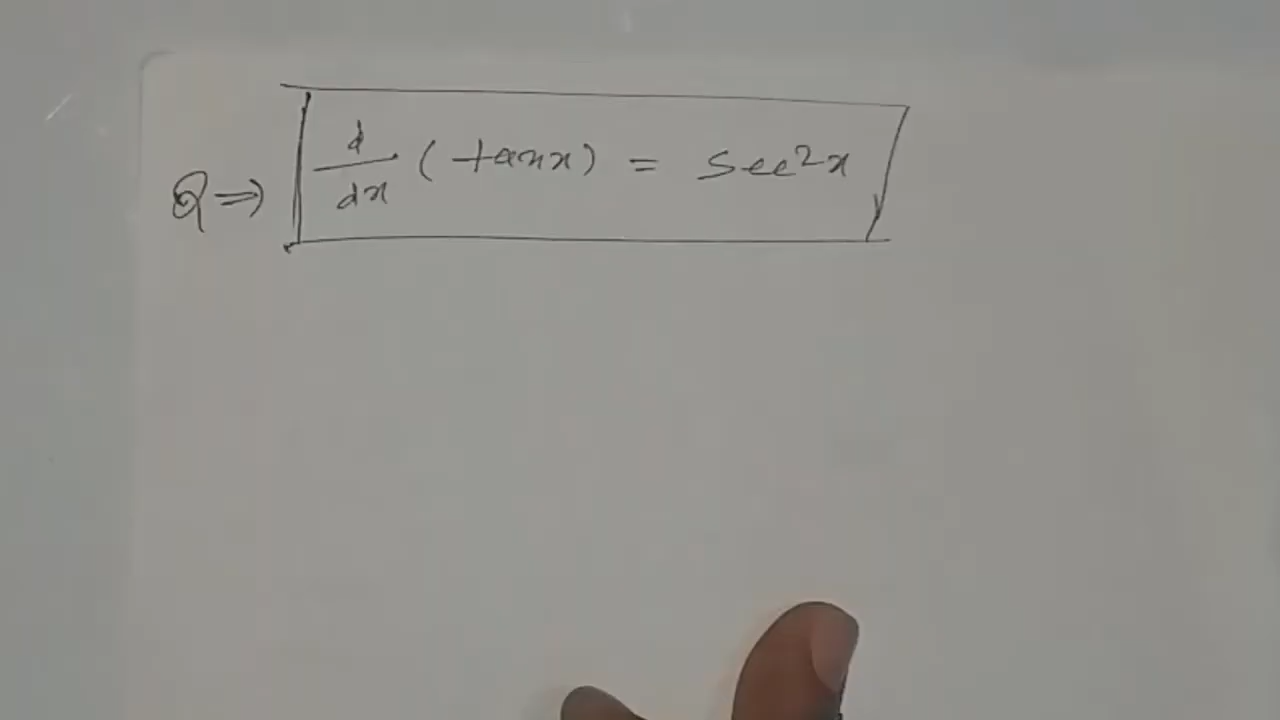 Q⇒ d/dx (tanx) = sec²x